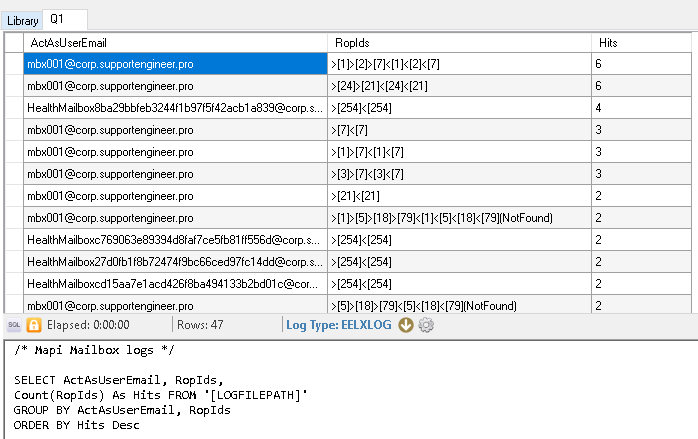 Library Q1
ActAsUserEmail RopIds Hits
mbx001@corp.supportengineer.pro >[1]>[2]>[7]<[1]<[2]<[7] 6
mbx001@corp.supportengineer.pro >[24]>[21]<[24]<[21] 6
HealthMailbox8ba29bbfeb3244f1b97f5f42acb1a839@corp.s... >[254]<[254] 4
mbx001@corp.supportengineer.pro >[7]<[7] 3
mbx001@corp.supportengineer.pro >[1]>[7]<[1]<[7] 3
mbx001@corp.supportengineer.pro >[3]>[7]<[3]<[7] 3
mbx001@corp.supportengineer.pro >[21]<[21] 2
mbx001@corp.supportengineer.pro >[1]>[5]>[18]>[79]<[1]<[5]<[18]<[79](NotFound) 2
HealthMailboxc769063e89394d8faf7ce5fb81ff556d@corp.s... >[254]<[254] 2
HealthMailbox27d0fb1f8b72474f9bc66ced97fc14dd@corp.s... >[254]<[254] 2
HealthMailboxcd15aa7e1acd426f8ba494133b2bd01c@cor... >[254]<[254] 2
mbx001@corp.supportengineer.pro >[5]>[18]>[79]<[5]<[18]<[79](NotFound) 2
SQL Elapsed: 0:00:00 Rows: 47 Log Type: EELXLOG
/* Mapi Mailbox logs */
SELECT ActAsUserEmail, RopIds,
Count(RopIds) As Hits FROM '[LOGFILEPATH]'
GROUP BY ActAsUserEmail, RopIds
ORDER BY Hits Desc